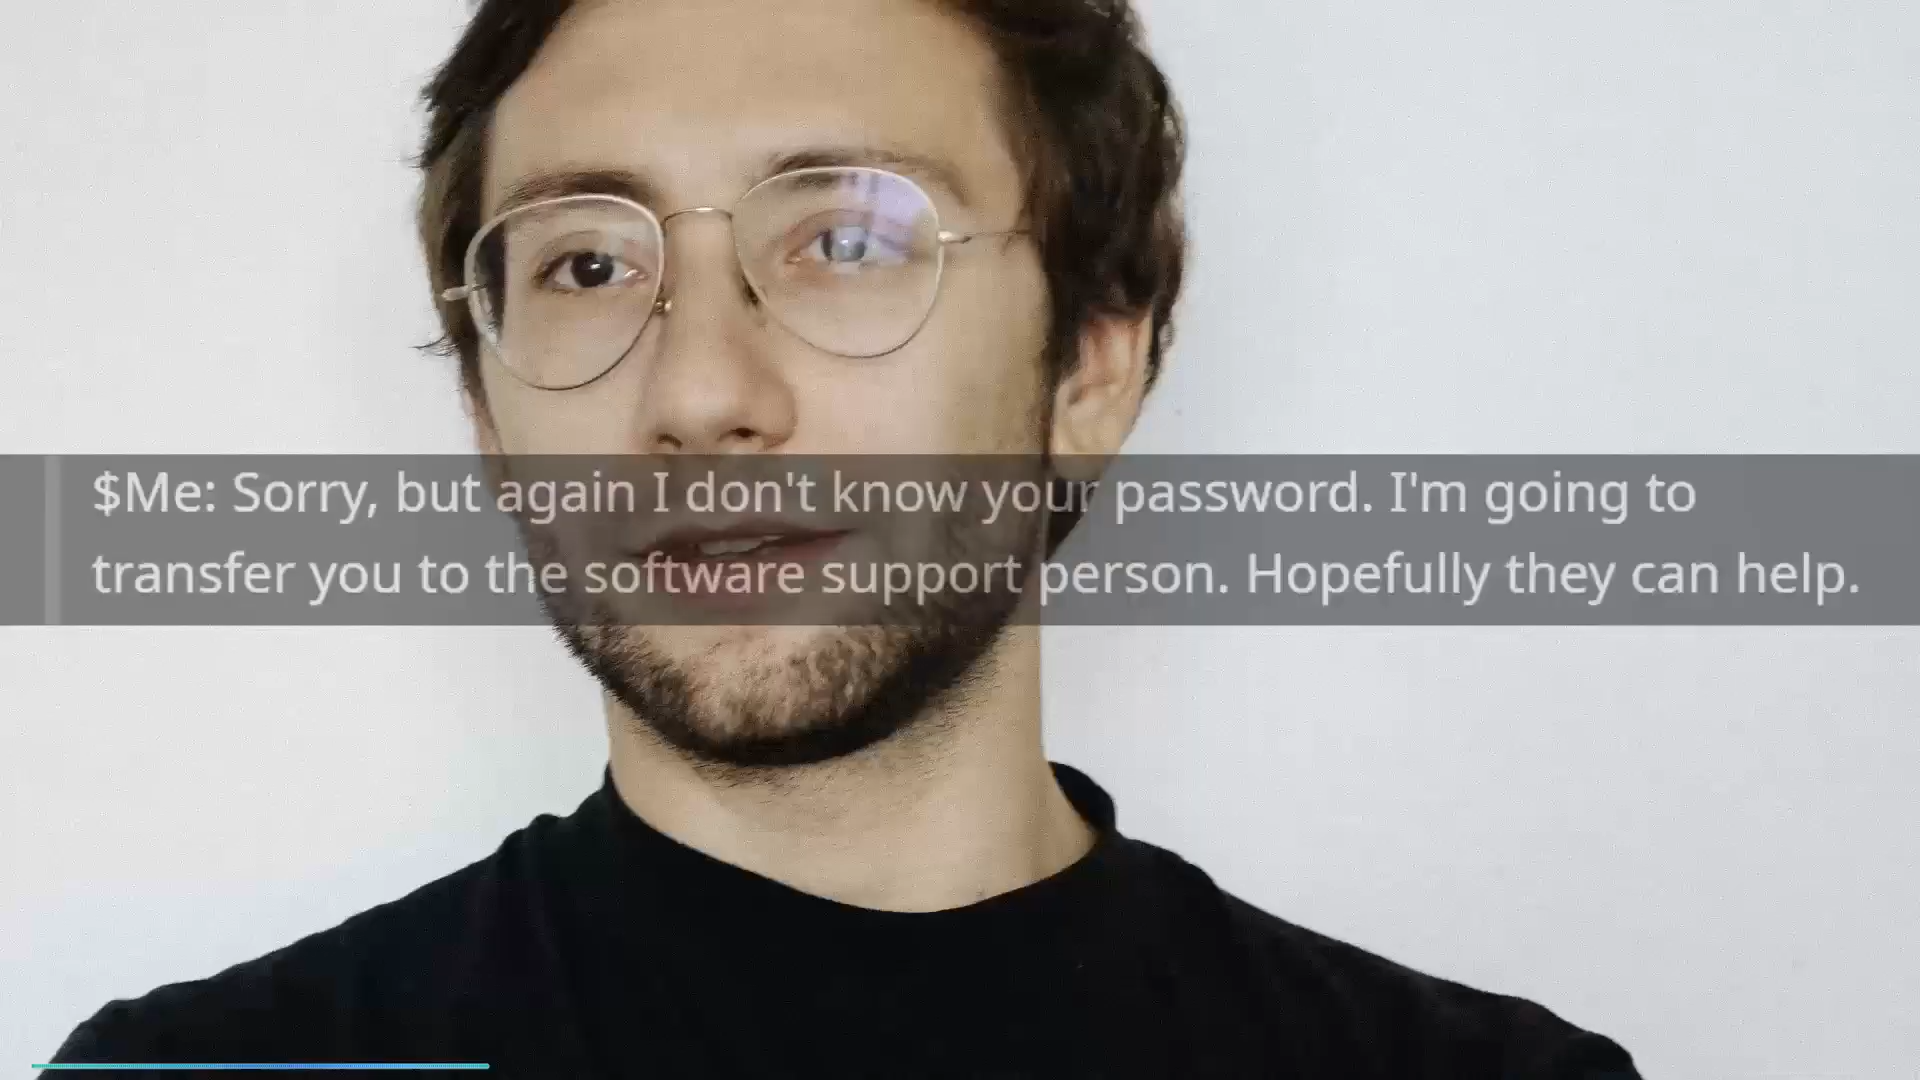 $Me: Sorry, but again I don't know your password. I'm going to
transfer you to the software support person. Hopefully they can help.